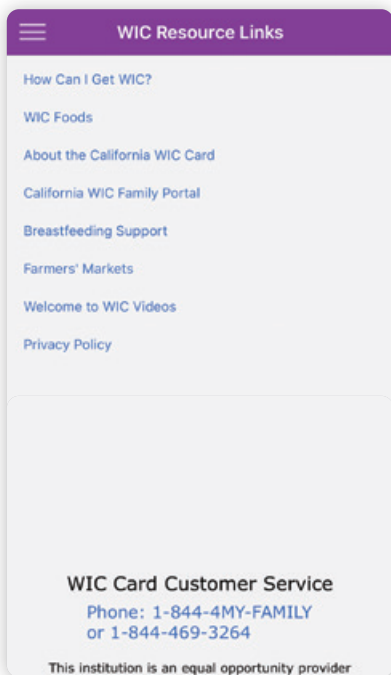 WIC Resource Links
How Can I Get WIC?
WIC Foods
About the California WIC Card
California WIC Family Portal
Breastfeeding Support
Farmers' Markets
Welcome to WIC Videos
Privacy Policy
WIC Card Customer Service
Phone: 1-844-4MY-FAMILY
or 1-844-469-3264
This institution is an equal opportunity provider